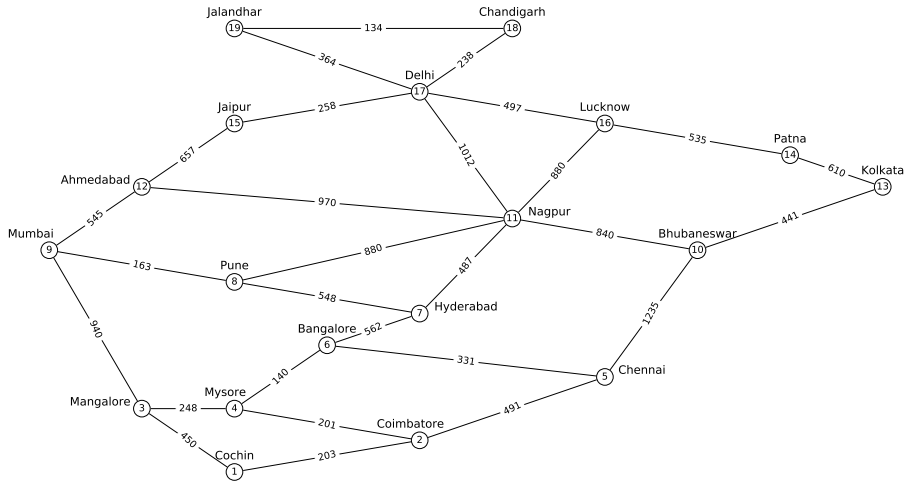 Jalandhar
Chandigarh
19
134
18
364
238
Delhi
17
Jaipur
258
497
Lucknow
15
16
657
1012
535
Patna
14
880
610
Kolkata
Ahmedabad
12
13
970
545
Nagpur
11
441
Mumbai
840
Bhubaneswar
9
880
10
163
Pune
487
8
548
Hyderabad
7
1235
940
Bangalore
562
6
331
Chennai
5
140
Mysore
Mangalore
3
248
4
491
201
Coimbatore
2
450
Cochin
203
1